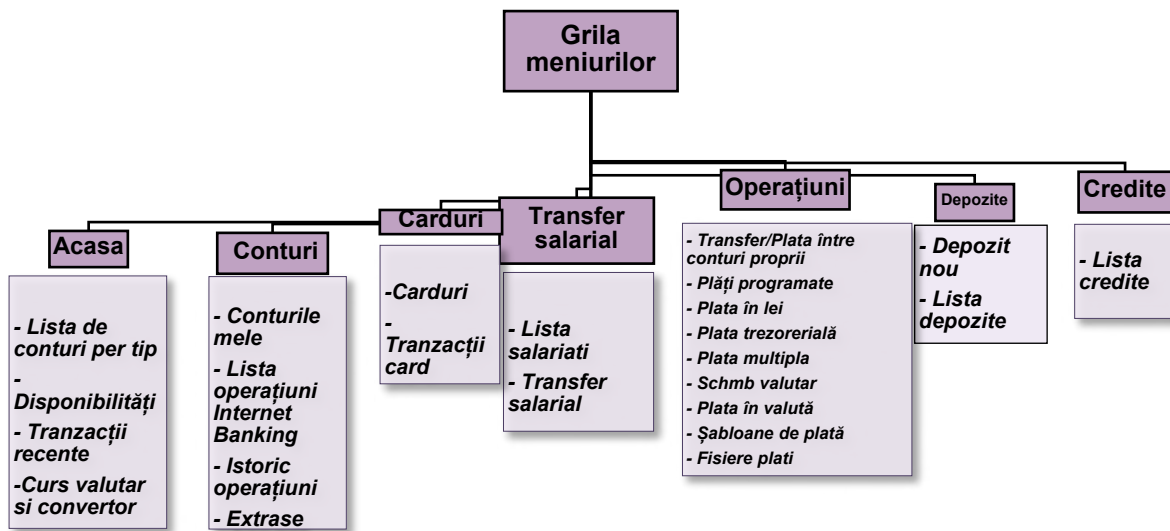 Grila
meniurilor
Acasa
- Lista de
conturi per tip
-
Disponibilități
- Tranzacții
recente
-Curs valutar
si convertor
Conturi
- Conturile
mele
- Lista
operațiuni
Internet
Banking
- Istoric
operațiuni
- Extrase
Carduri
-Carduri
-
Tranzacții
card
Transfer
salarial
- Lista
salariati
- Transfer
salarial
Operațiuni
- Transfer/Plata între
conturi proprii
- Plăți programate
- Plata în lei
- Plata trezorerială
- Plata multipla
- Schmb valutar
- Plata în valută
- Șabloane de plată
- Fisiere plati
Depozite
- Depozit
nou
- Lista
depozite
Credite
- Lista
credite